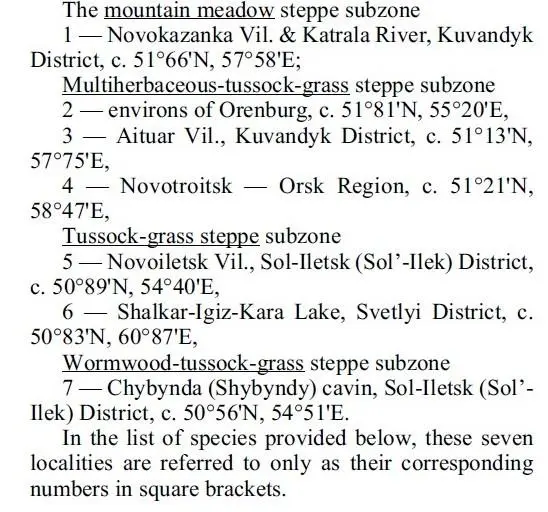 The mountain meadow steppe subzone
1 — Novokazanka Vil. & Katrala River, Kuvandyk
District, c. 51°66'N, 57°58'E;
Multiherbaceous-tussock-grass steppe subzone
2 — environs of Orenburg, c. 51°81'N, 55°20'E,
3 — Aituar Vil., Kuvandyk District, c. 51°13'N,
57°75'E,
4 — Novotroitsk — Orsk Region, c. 51°21'N,
58°47'E,
Tussock-grass steppe subzone
5 — Novoiletsk Vil., Sol-Iletsk (Sol’-Ilek) District,
c. 50°89'N, 54°40'E,
6 — Shalkar-Igiz-Kara Lake, Svetlyi District, c.
50°83'N, 60°87'E,
Wormwood-tussock-grass steppe subzone
7 — Chybynda (Shybyndy) cavin, Sol-Iletsk (Sol’-
Ilek) District, c. 50°56'N, 54°51'E.
In the list of species provided below, these seven
localities are referred to only as their corresponding
numbers in square brackets.